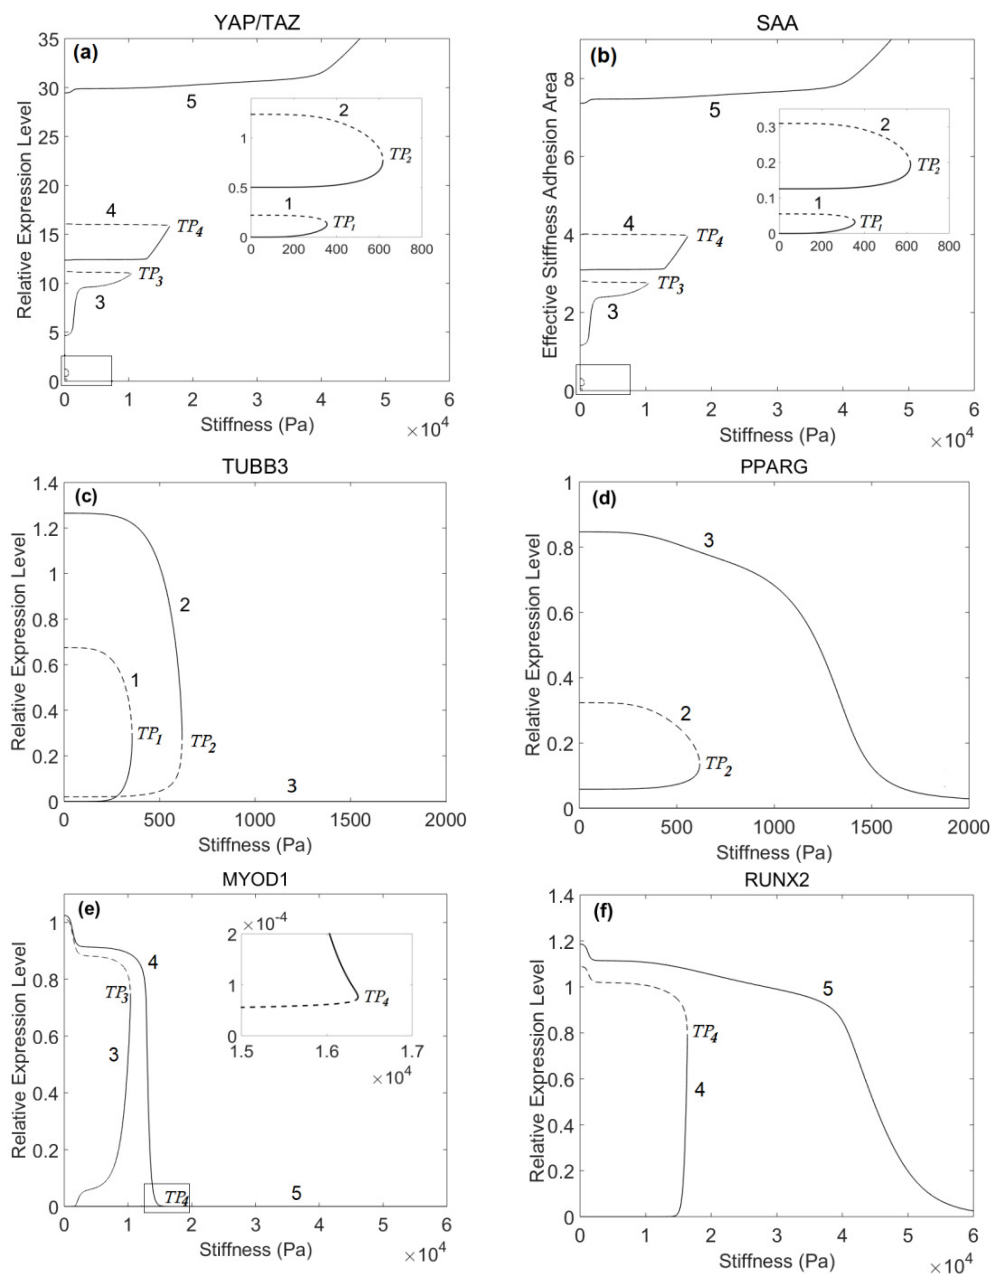 YAP/TAZ
(a)
Relative Expression Level
35
30
25
20
15
10
5
0
5
4
TP4
TP3
3
2
TP2
1
TP1
1
0.5
0
0 200 400 600 800
0 1 2 3 4 5 6
Stiffness (Pa)
×10^4
SAA
(b)
Effective Stiffness Adhesion Area
8
6
4
2
0
5
4
TP4
TP3
3
2
TP2
1
TP1
0.3
0.2
0.1
0
0 200 400 600 800
0 1 2 3 4 5 6
Stiffness (Pa)
×10^4
TUBB3
(c)
Relative Expression Level
1.4
1.2
1
0.8
0.6
0.4
0.2
0
2
1
TP1
TP2
3
0 500 1000 1500 2000
Stiffness (Pa)
PPARG
(d)
Relative Expression Level
1
0.8
0.6
0.4
0.2
0
3
2
TP2
0 500 1000 1500 2000
Stiffness (Pa)
MYOD1
(e)
Relative Expression Level
1
0.8
0.6
0.4
0.2
0
4
TP3
3
×10^-4
2
1
0
TP4
1.5 1.6 1.7
×10^4
TP4
5
0 1 2 3 4 5 6
Stiffness (Pa)
×10^4
RUNX2
(f)
Relative Expression Level
1.4
1.2
1
0.8
0.6
0.4
0.2
0
5
TP4
4
0 1 2 3 4 5 6
Stiffness (Pa)
×10^4